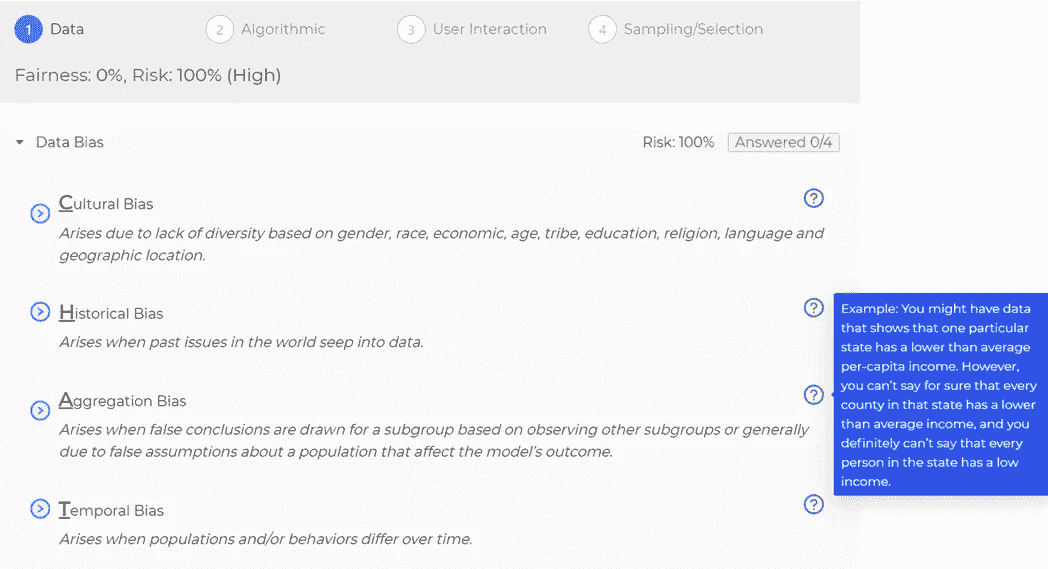 1 Data 2 Algorithmic 3 User Interaction 4 Sampling/Selection
Fairness: 0%, Risk: 100% (High)
Data Bias Risk: 100% Answered 0/4
Cultural Bias ?
Arises due to lack of diversity based on gender, race, economic, age, tribe, education, religion, language and
geographic location.
Historical Bias ?
Arises when past issues in the world seep into data.
Aggregation Bias ?
Arises when false conclusions are drawn for a subgroup based on observing other subgroups or generally
due to false assumptions about a population that affect the model's outcome.
Temporal Bias ?
Arises when populations and/or behaviors differ over time.
Example: You might have data
that shows that one particular
state has a lower than average
per-capita income. However,
you can't say for sure that every
county in that state has a lower
than average income, and you
definitely can't say that every
person in the state has a low
income.